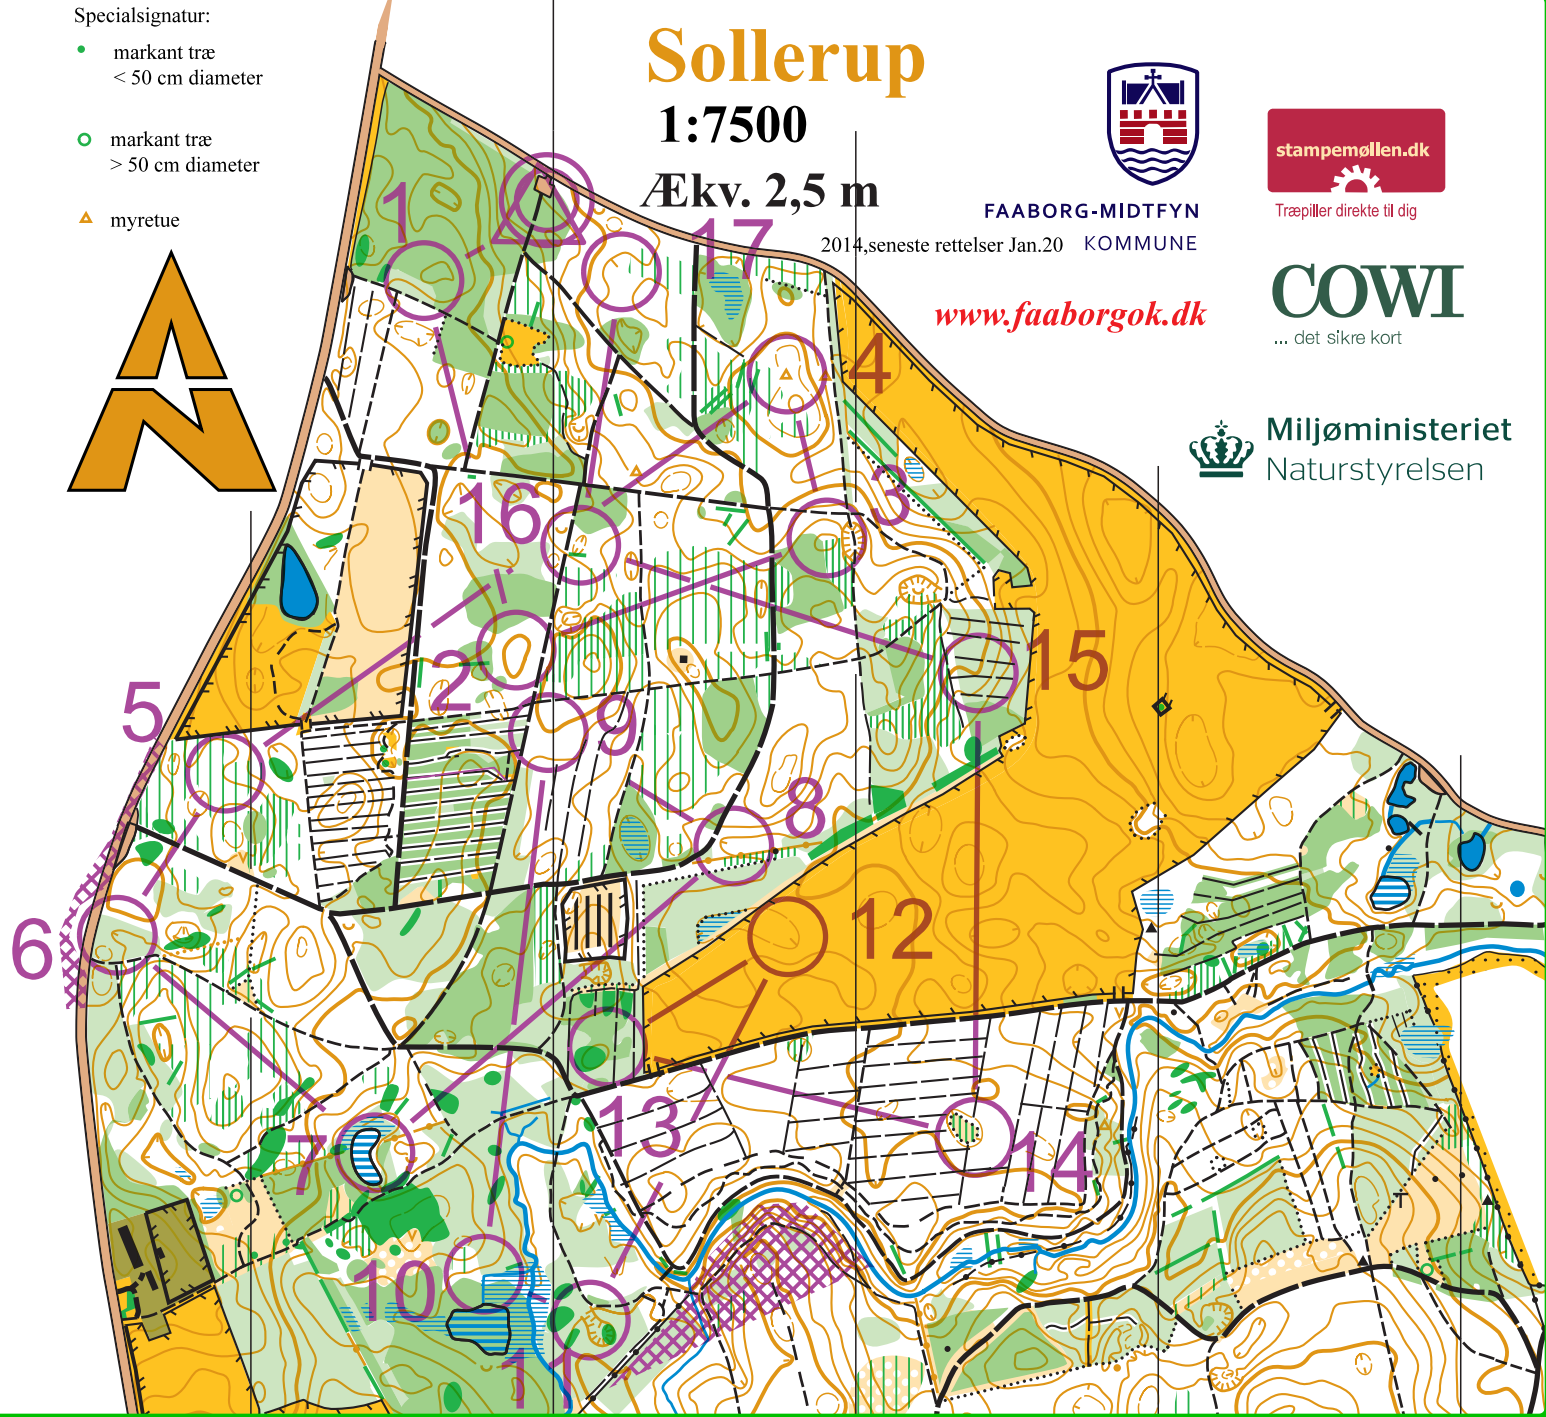 Specialsignatur:
markant træ
< 50 cm diameter
markant træ
> 50 cm diameter
myretue
Sollerup
1:7500
Ækv. 2,5 m
2014,seneste rettelser Jan.20
FAABORG-MIDTFYN
KOMMUNE
stampemøllen.dk
Træpiller direkte til dig
www.faaborgok.dk
COWI
... det sikre kort
Miljøministeriet
Naturstyrelsen
1
17
4
3
16
2
15
5
9
8
12
6
13
14
7
10
11